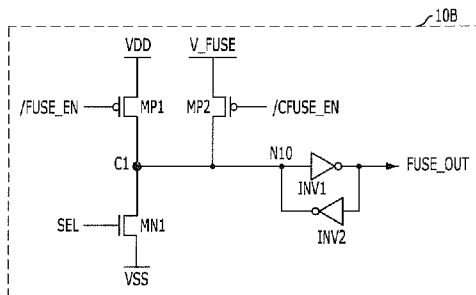 10B
VDD
V_FUSE
/FUSE_EN
MP1
MP2
/CFUSE_EN
C1
N10
INV1
FUSE_OUT
SEL
MN1
INV2
VSS